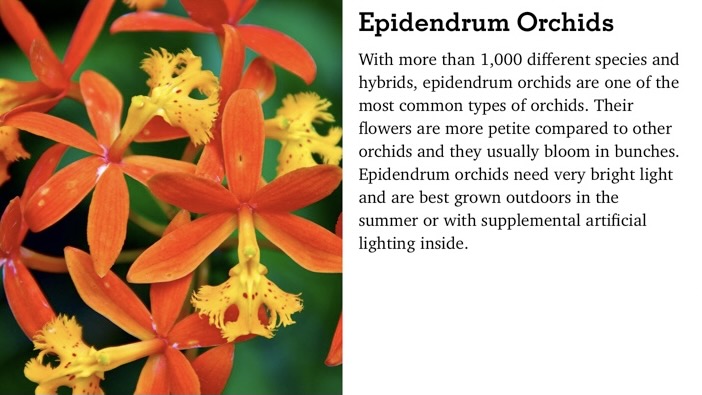 Epidendrum Orchids
With more than 1,000 different species and
hybrids, epidendrum orchids are one of the
most common types of orchids. Their
flowers are more petite compared to other
orchids and they usually bloom in bunches.
Epidendrum orchids need very bright light
and are best grown outdoors in the
summer or with supplemental artificial
lighting inside.